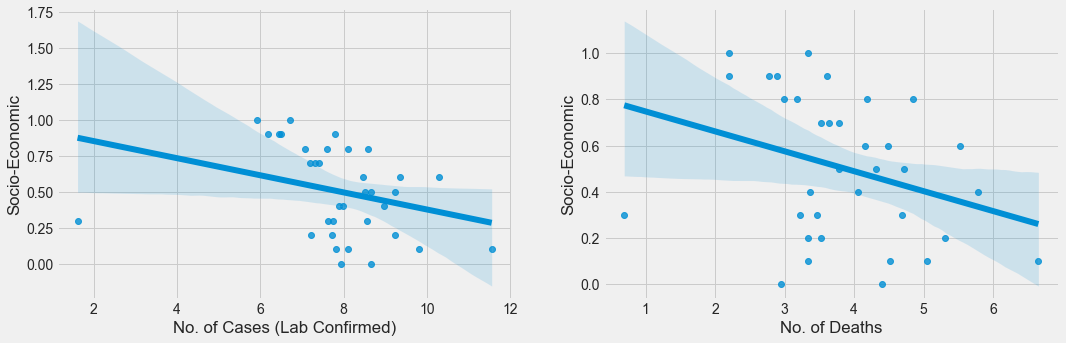 1.75
1.50
1.25
1.00
0.75
0.50
0.25
0.00
Socio-Economic
2 4 6 8 10 12
No. of Cases (Lab Confirmed)
1.0
0.8
0.6
0.4
0.2
0.0
Socio-Economic
1 2 3 4 5 6
No. of Deaths